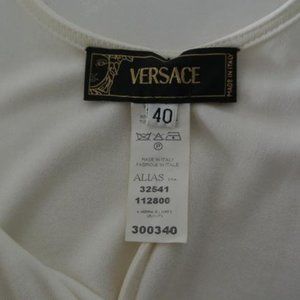 VERSACE
MADE IN ITALY
40
MADE IN ITALY
FABRIQUE EN ITALIE
ALIAS
32541
112800
300340